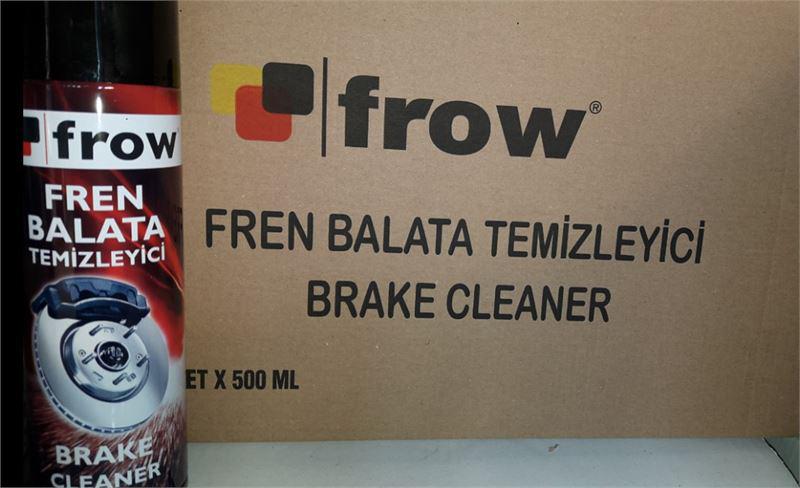 frow
FREN
BALATA
TEMİZLEYİCİ
BRAKE
CLEANER
frow®
FREN BALATA TEMİZLEYİCİ
BRAKE CLEANER
ET X 500 ML